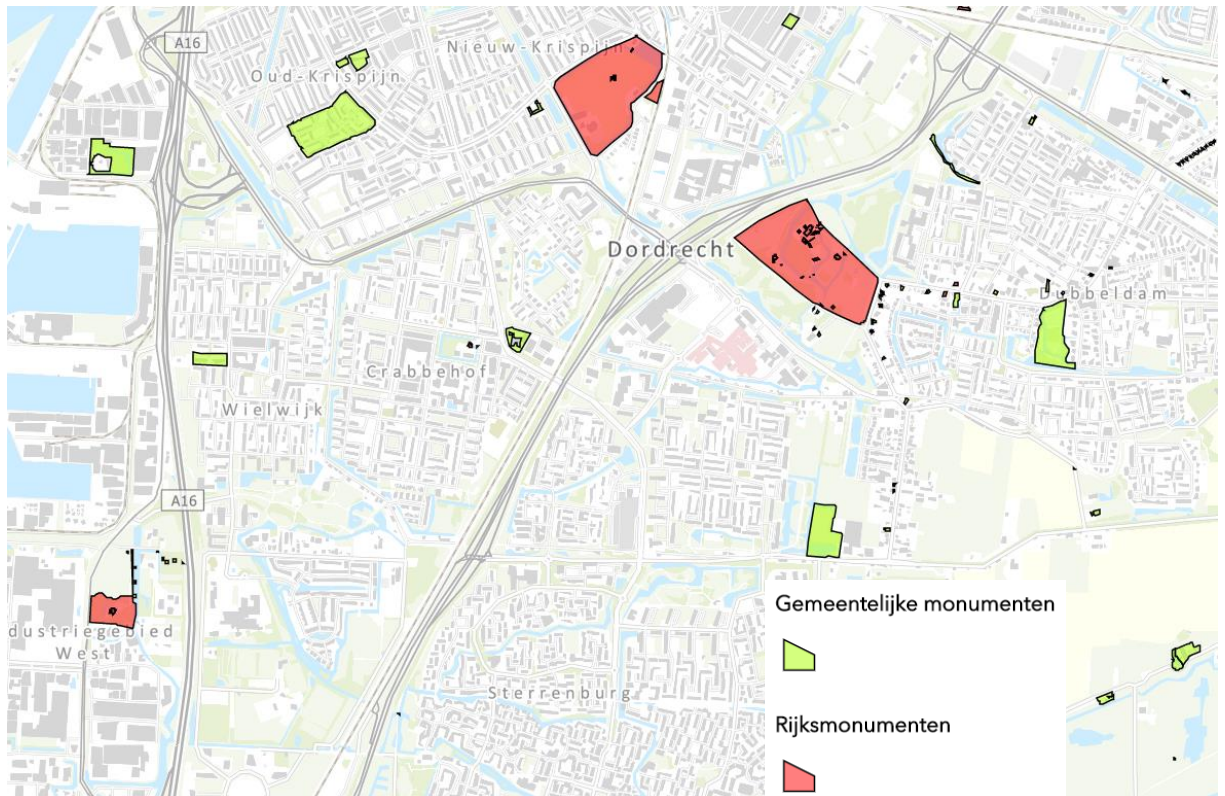 A16
Nieuw-Krispijn
Oud-Krispijn
Dordrecht
Dubbeldam
Crabbehof
Wielwijk
A16
dustriegebied
West
Sterrenburg
Gemeentelijke monumenten
Rijksmonumenten